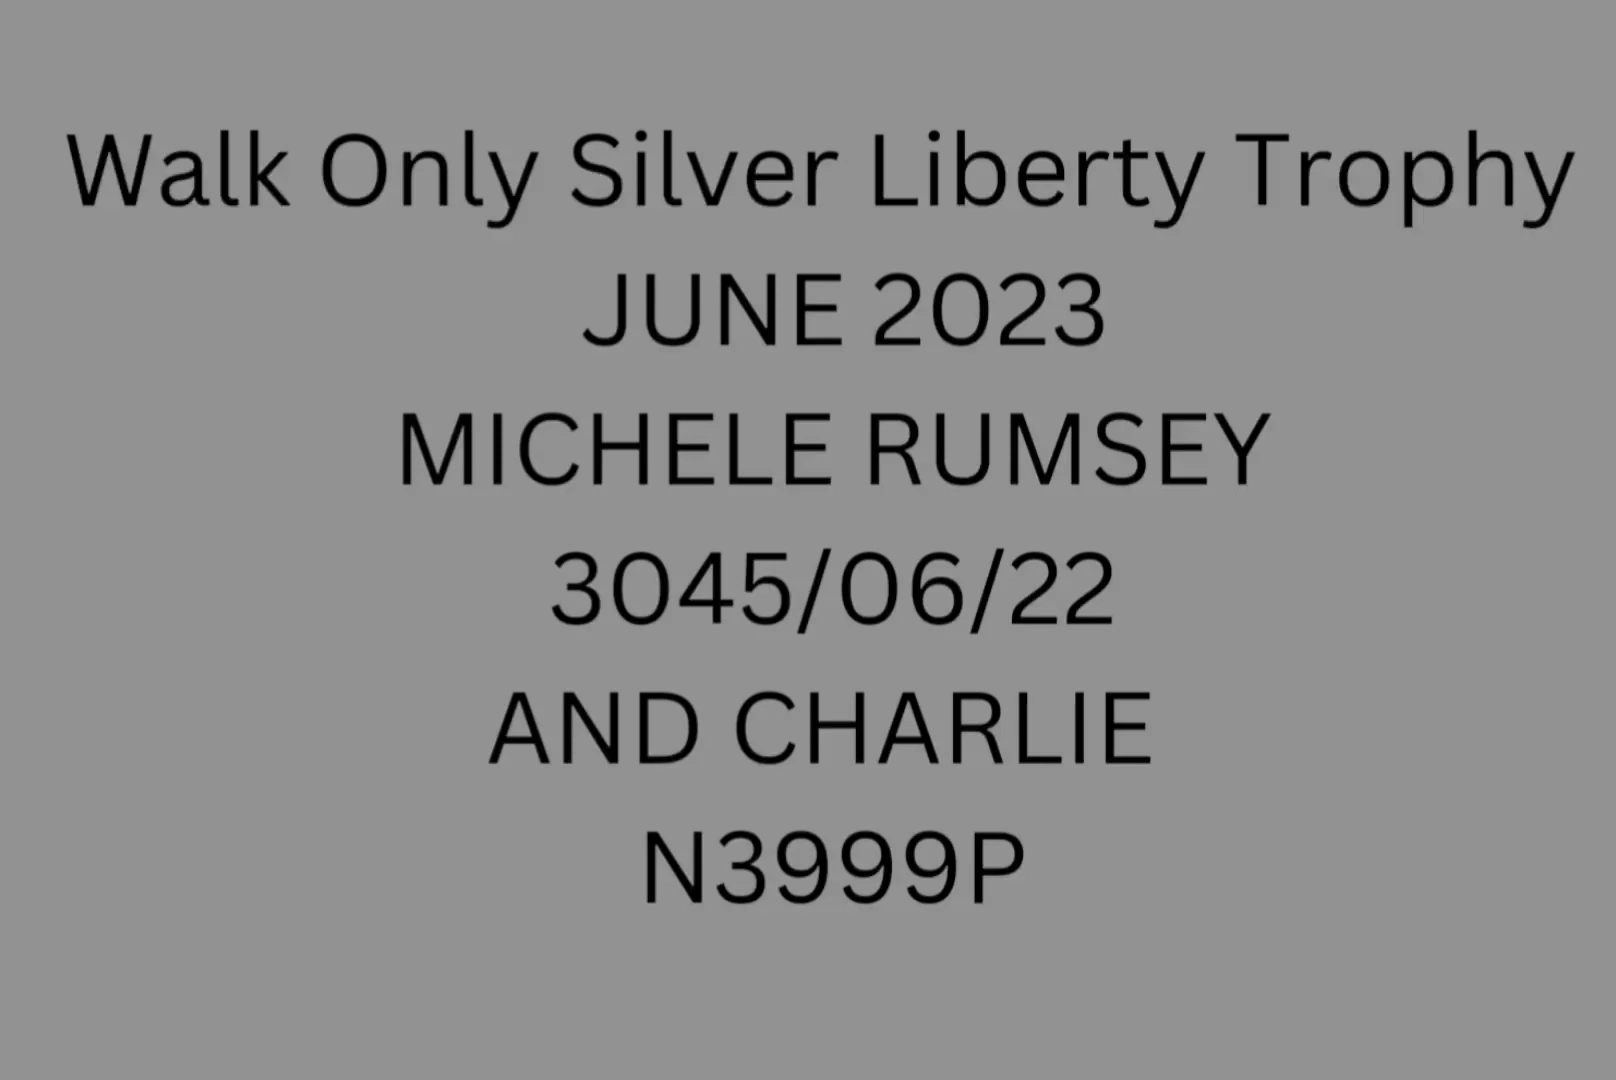 Walk Only Silver Liberty Trophy
JUNE 2023
MICHELE RUMSEY
3045/06/22
AND CHARLIE
N3999P